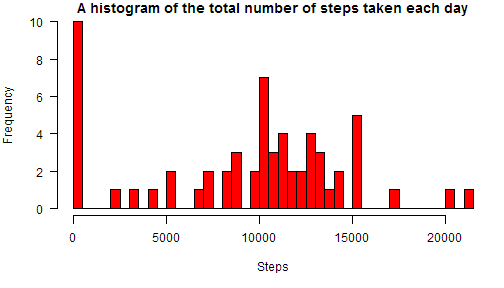 A histogram of the total number of steps taken each day
Frequency
10
8
6
4
2
0
0 5000 10000 15000 20000
Steps